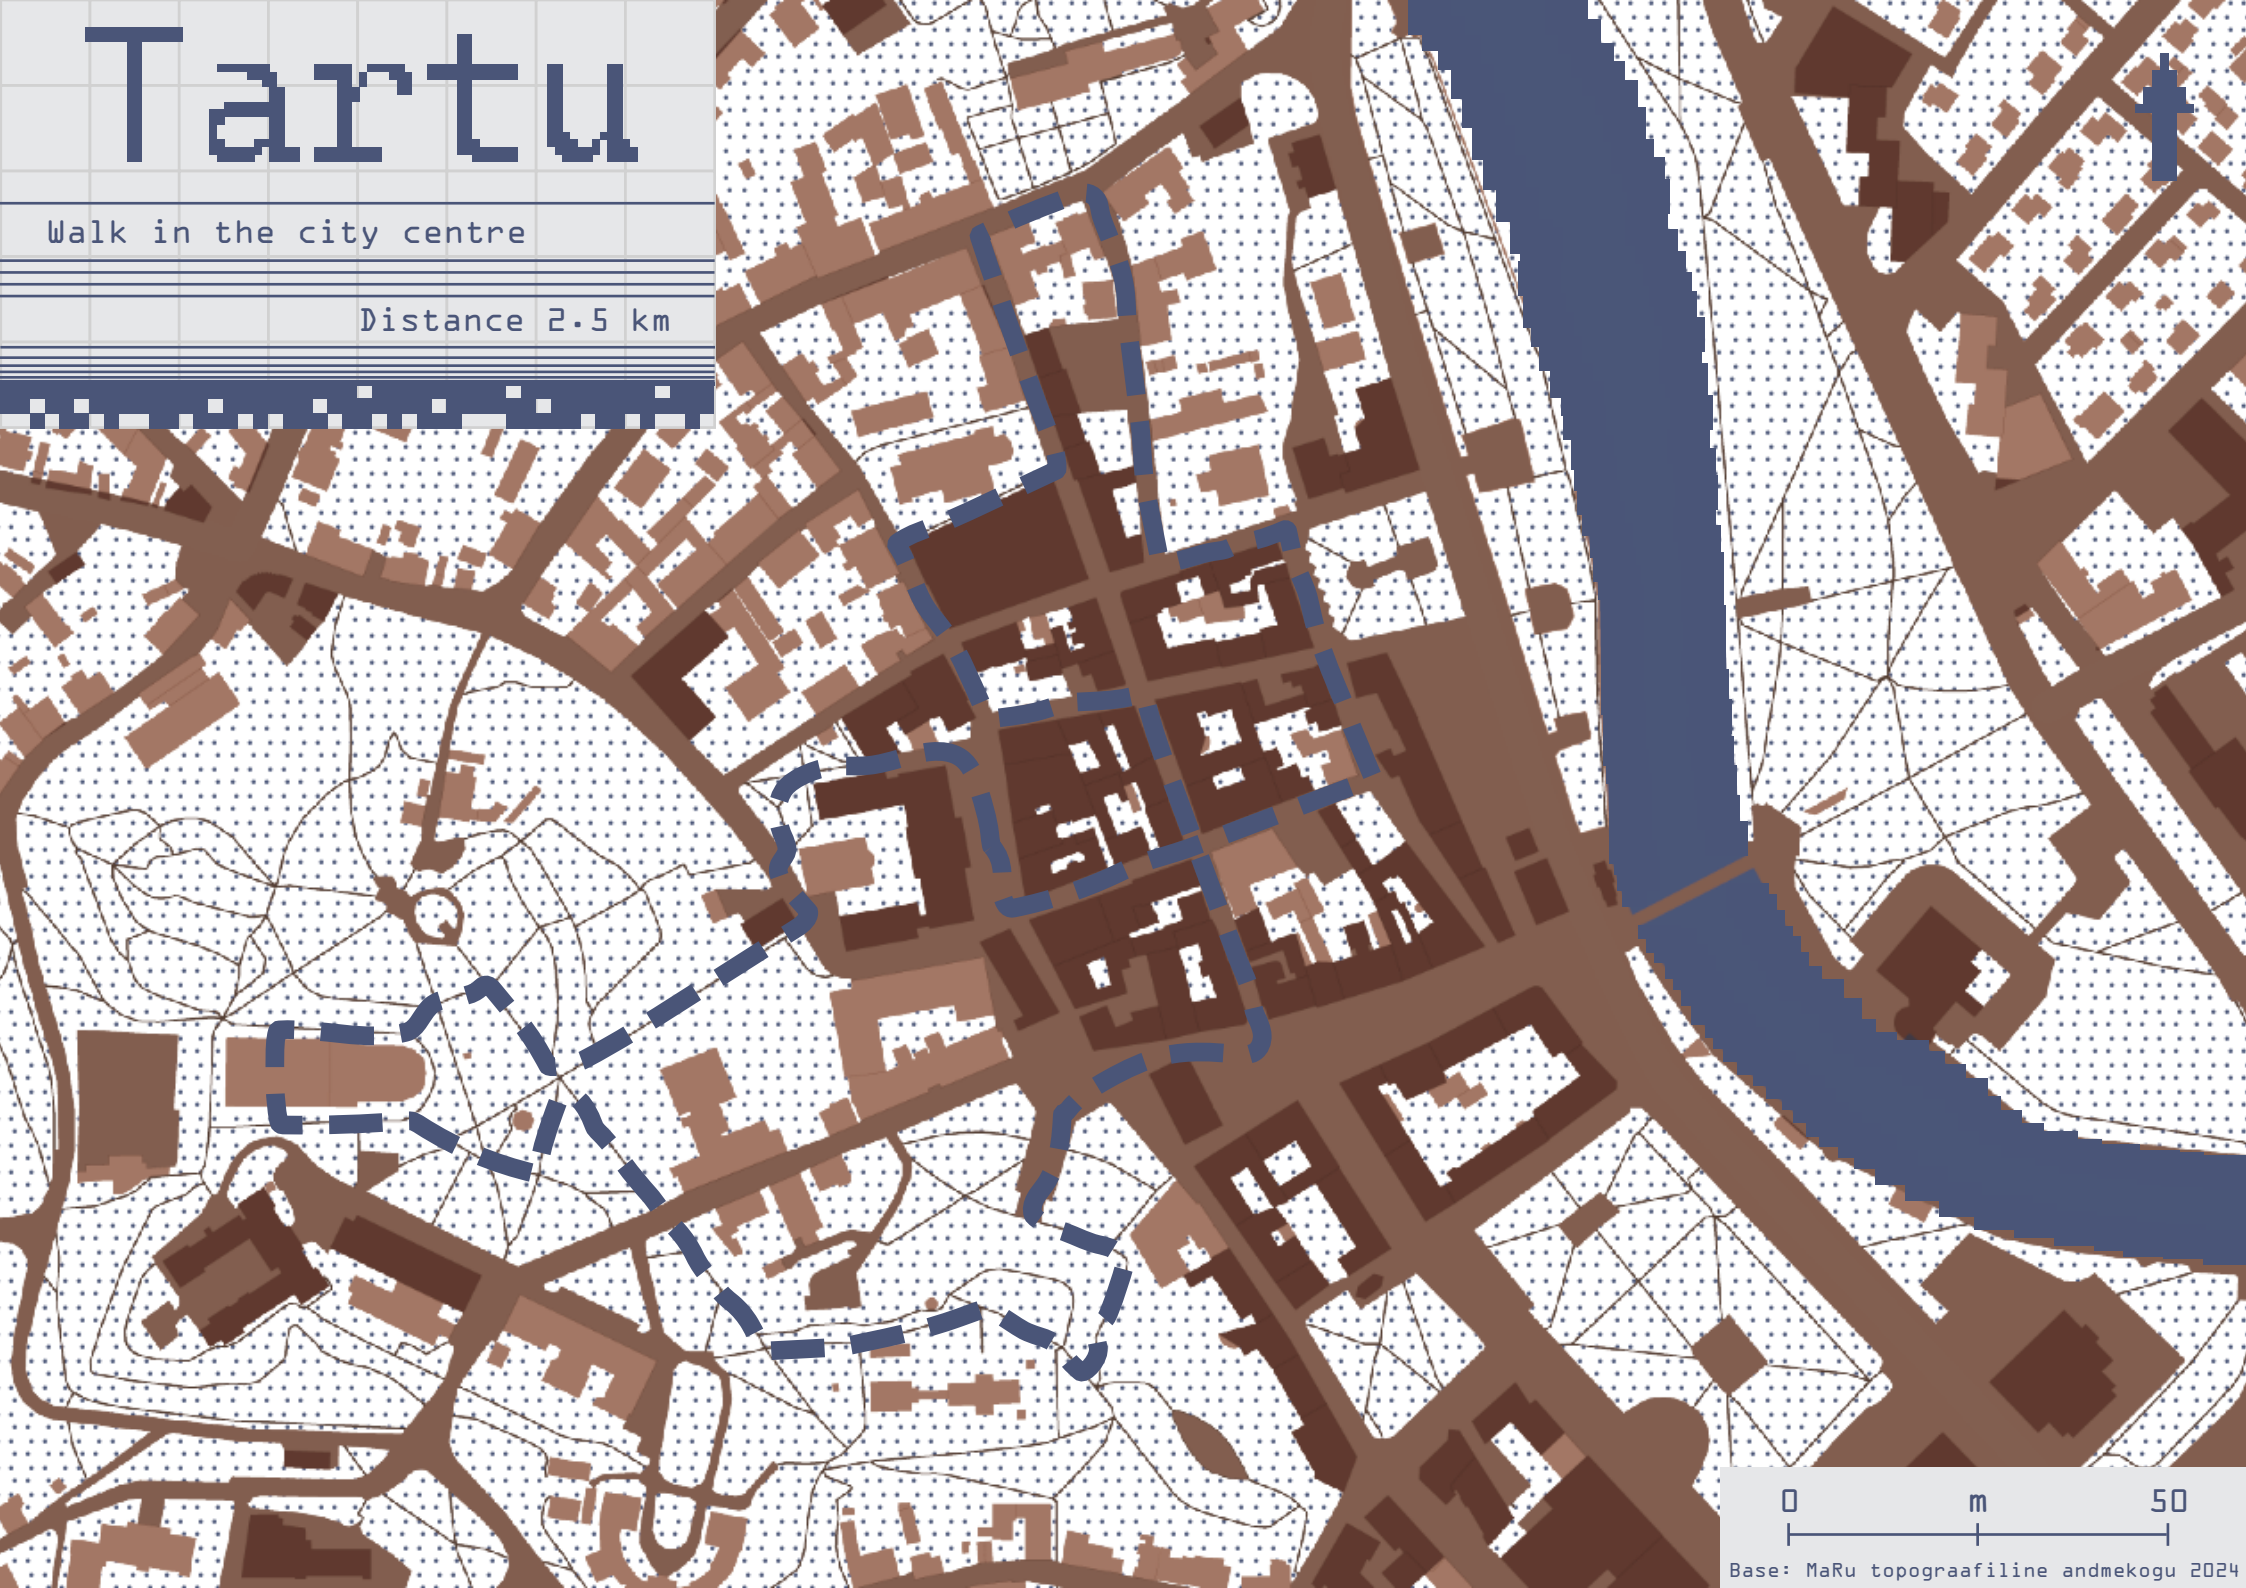 Tartu
Walk in the city centre
Distance 2.5 km
0 m 50
Base: MaRu topograafiline andmekogu 2024